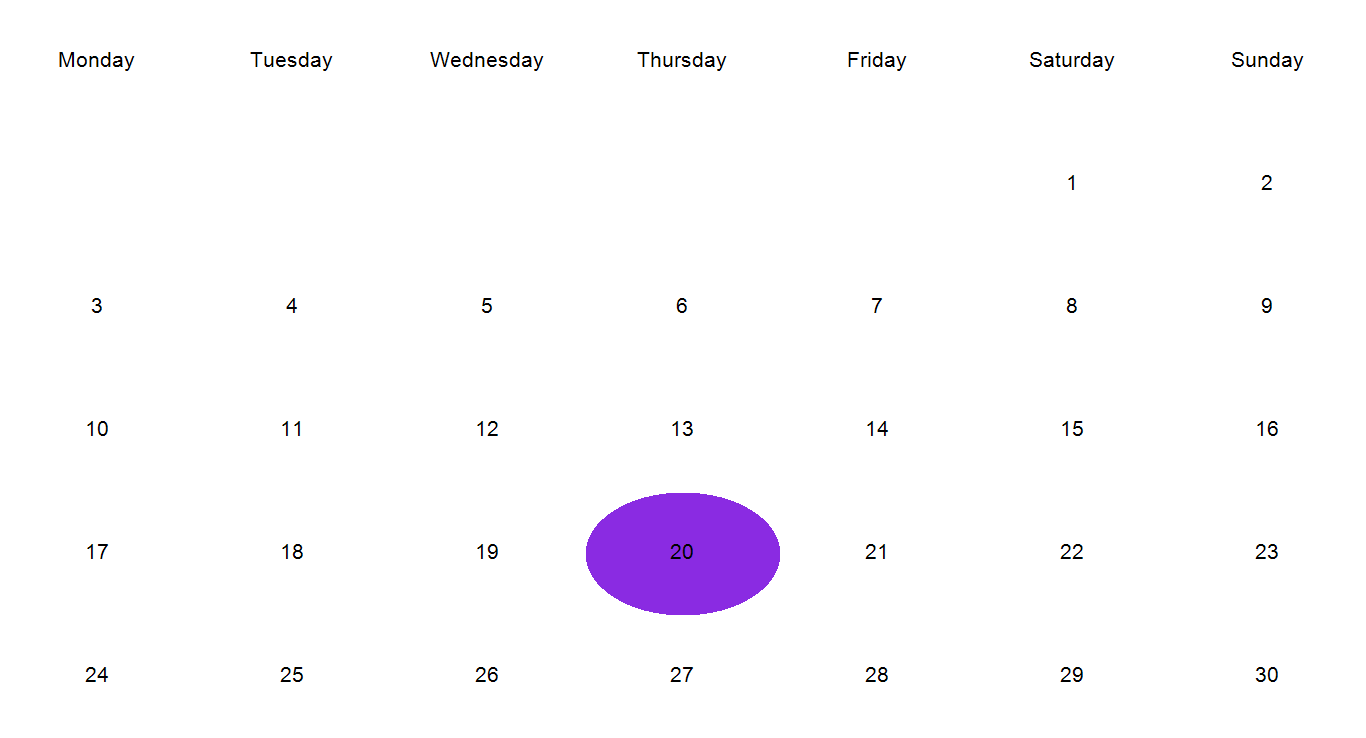 Monday Tuesday Wednesday Thursday Friday Saturday Sunday
1 2
3 4 5 6 7 8 9
10 11 12 13 14 15 16
17 18 19 20 21 22 23
24 25 26 27 28 29 30